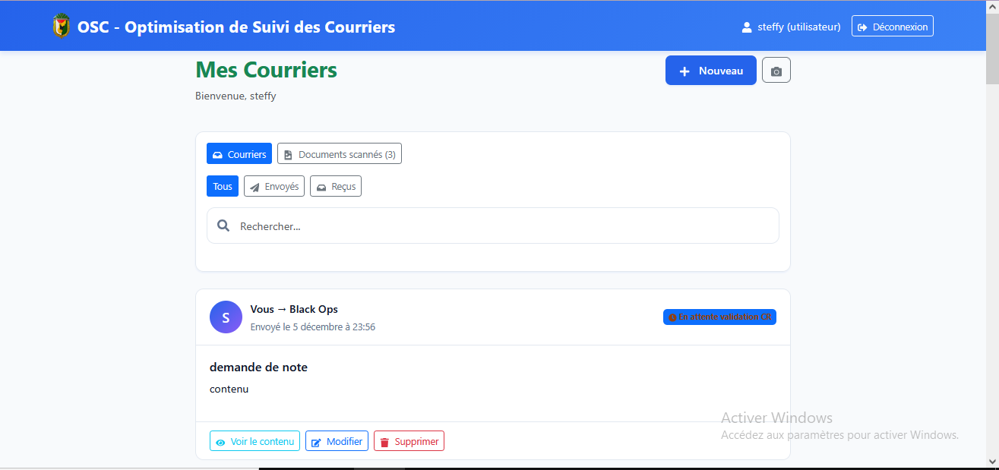 OSC - Optimisation de Suivi des Courriers
steffy (utilisateur)
Déconnexion
Mes Courriers
Nouveau
Bienvenue, steffy
Courriers
Documents scannés (3)
Tous
Envoyés
Reçus
Rechercher...
S
Vous → Black Ops
En attente validation CR
Envoyé le 5 décembre à 23:56
demande de note
contenu
Voir le contenu
Modifier
Supprimer
Activer Windows
Accédez aux paramètres pour activer Windows.